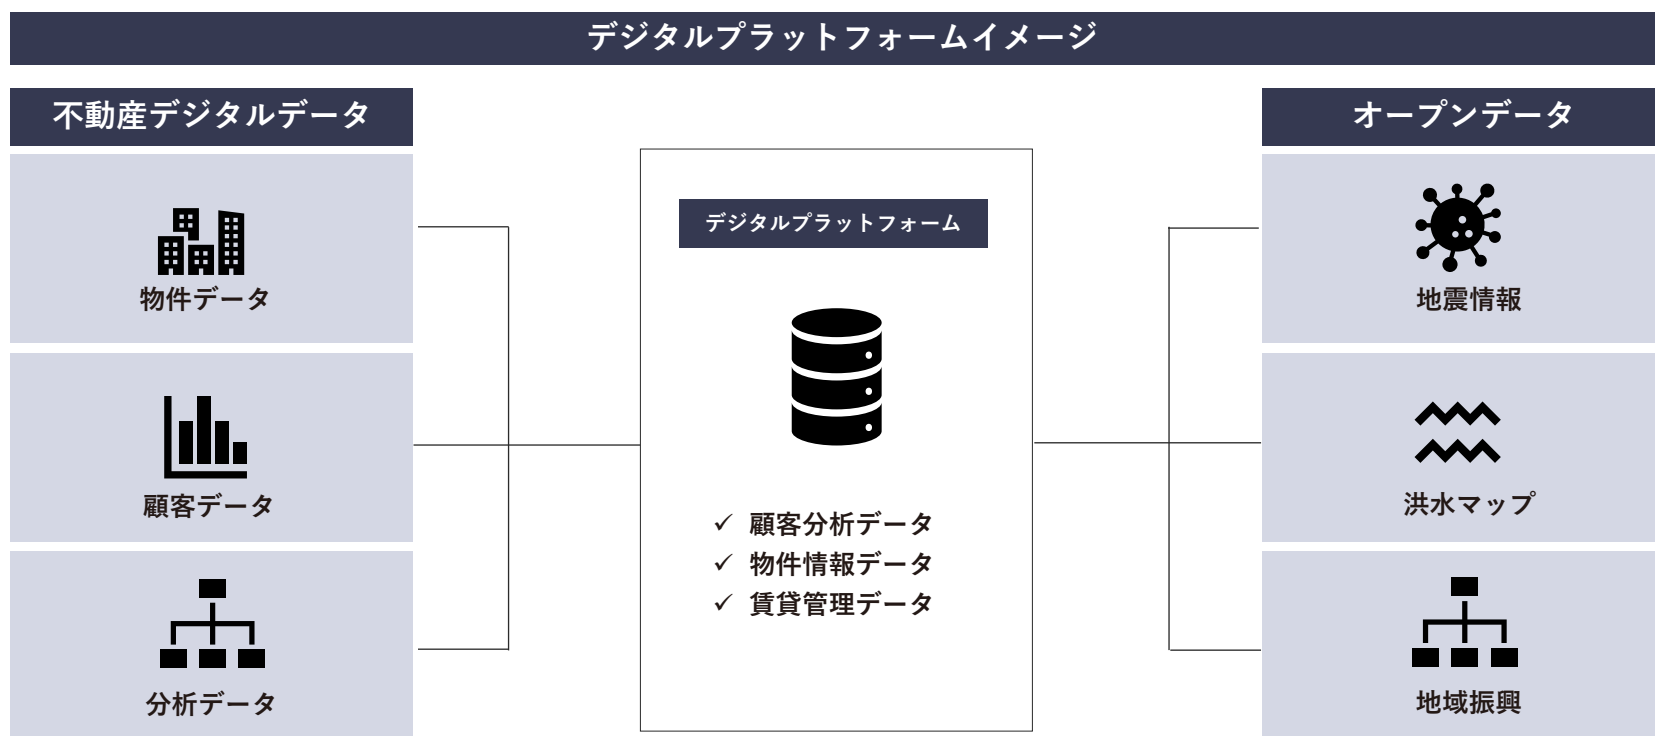 デジタルプラットフォームイメージ
不動産デジタルデータ
物件データ
顧客データ
分析データ
デジタルプラットフォーム
✓ 顧客分析データ
✓ 物件情報データ
✓ 賃貸管理データ
オープンデータ
地震情報
洪水マップ
地域振興